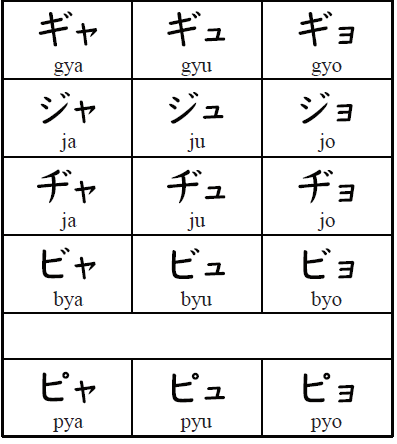 ギャ ギュ ギョ
gya gyu gyo
ジャ ジュ ジョ
ja ju jo
ヂャ ヂュ ヂョ
ja ju jo
ビャ ビュ ビョ
bya byu byo
ピャ ピュ ピョ
pya pyu pyo